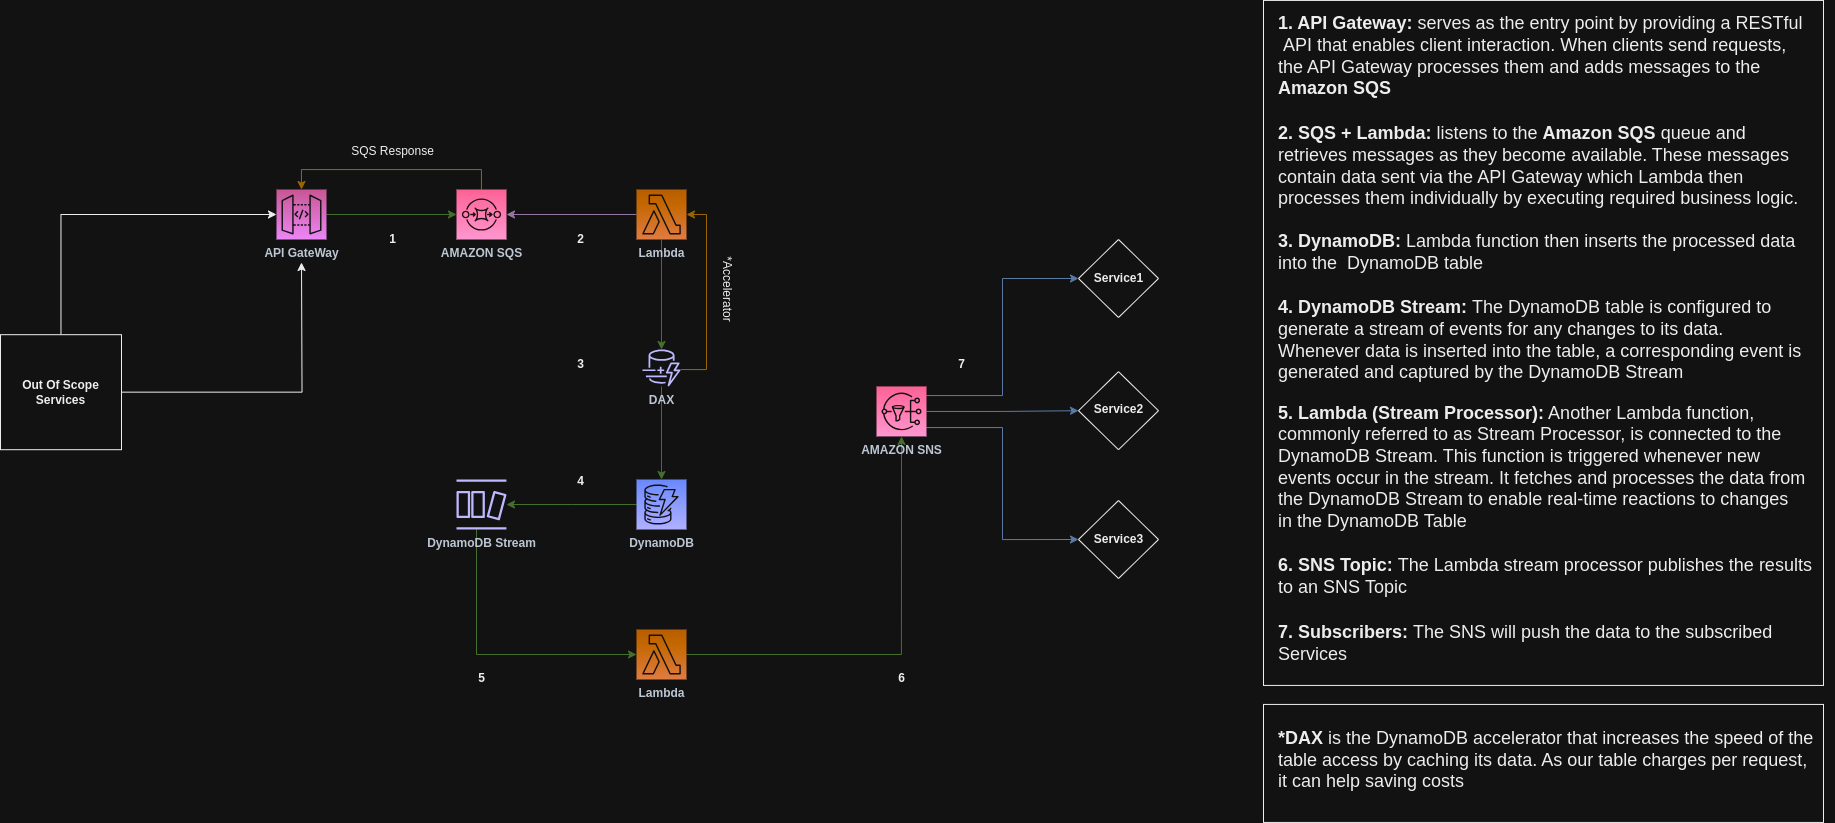 SQS Response
API GateWay
1
AMAZON SQS
2
Lambda
*Accelerator
Out Of Scope
Services
3
DAX
4
DynamoDB Stream
DynamoDB
5
Lambda
6
AMAZON SNS
7
Service1
Service2
Service3
1. API Gateway: serves as the entry point by providing a RESTful
API that enables client interaction. When clients send requests,
the API Gateway processes them and adds messages to the
Amazon SQS
2. SQS + Lambda: listens to the Amazon SQS queue and
retrieves messages as they become available. These messages
contain data sent via the API Gateway which Lambda then
processes them individually by executing required business logic.
3. DynamoDB: Lambda function then inserts the processed data
into the  DynamoDB table
4. DynamoDB Stream: The DynamoDB table is configured to
generate a stream of events for any changes to its data.
Whenever data is inserted into the table, a corresponding event is
generated and captured by the DynamoDB Stream
5. Lambda (Stream Processor): Another Lambda function,
commonly referred to as Stream Processor, is connected to the
DynamoDB Stream. This function is triggered whenever new
events occur in the stream. It fetches and processes the data from
the DynamoDB Stream to enable real-time reactions to changes
in the DynamoDB Table
6. SNS Topic: The Lambda stream processor publishes the results
to an SNS Topic
7. Subscribers: The SNS will push the data to the subscribed
Services
*DAX is the DynamoDB accelerator that increases the speed of the
table access by caching its data. As our table charges per request,
it can help saving costs